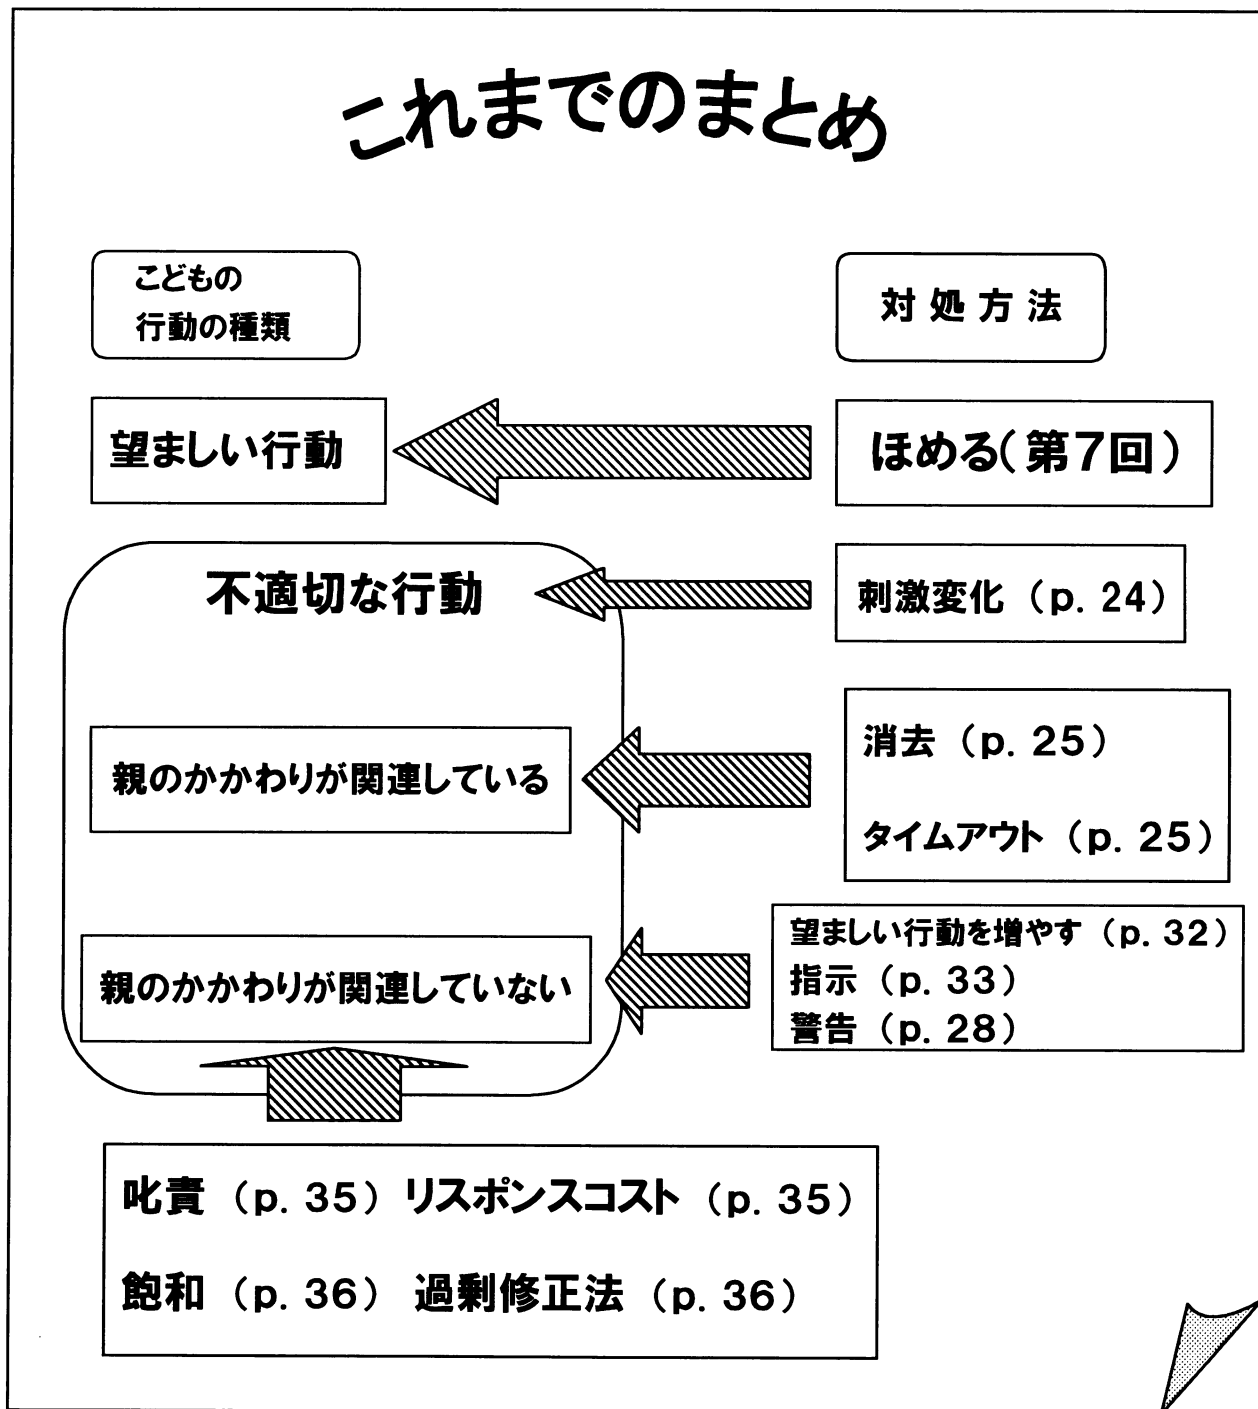 これまでのまとめ
こどもの
行動の種類
対処方法
望ましい行動
ほめる(第7回)
不適切な行動
刺激変化 (p. 24)
親のかかわりが関連している
消去 (p. 25)
タイムアウト (p. 25)
親のかかわりが関連していない
望ましい行動を増やす (p. 32)
指示 (p. 33)
警告 (p. 28)
叱責 (p. 35) リスポンスコスト (p. 35)
飽和 (p. 36) 過剰修正法 (p. 36)